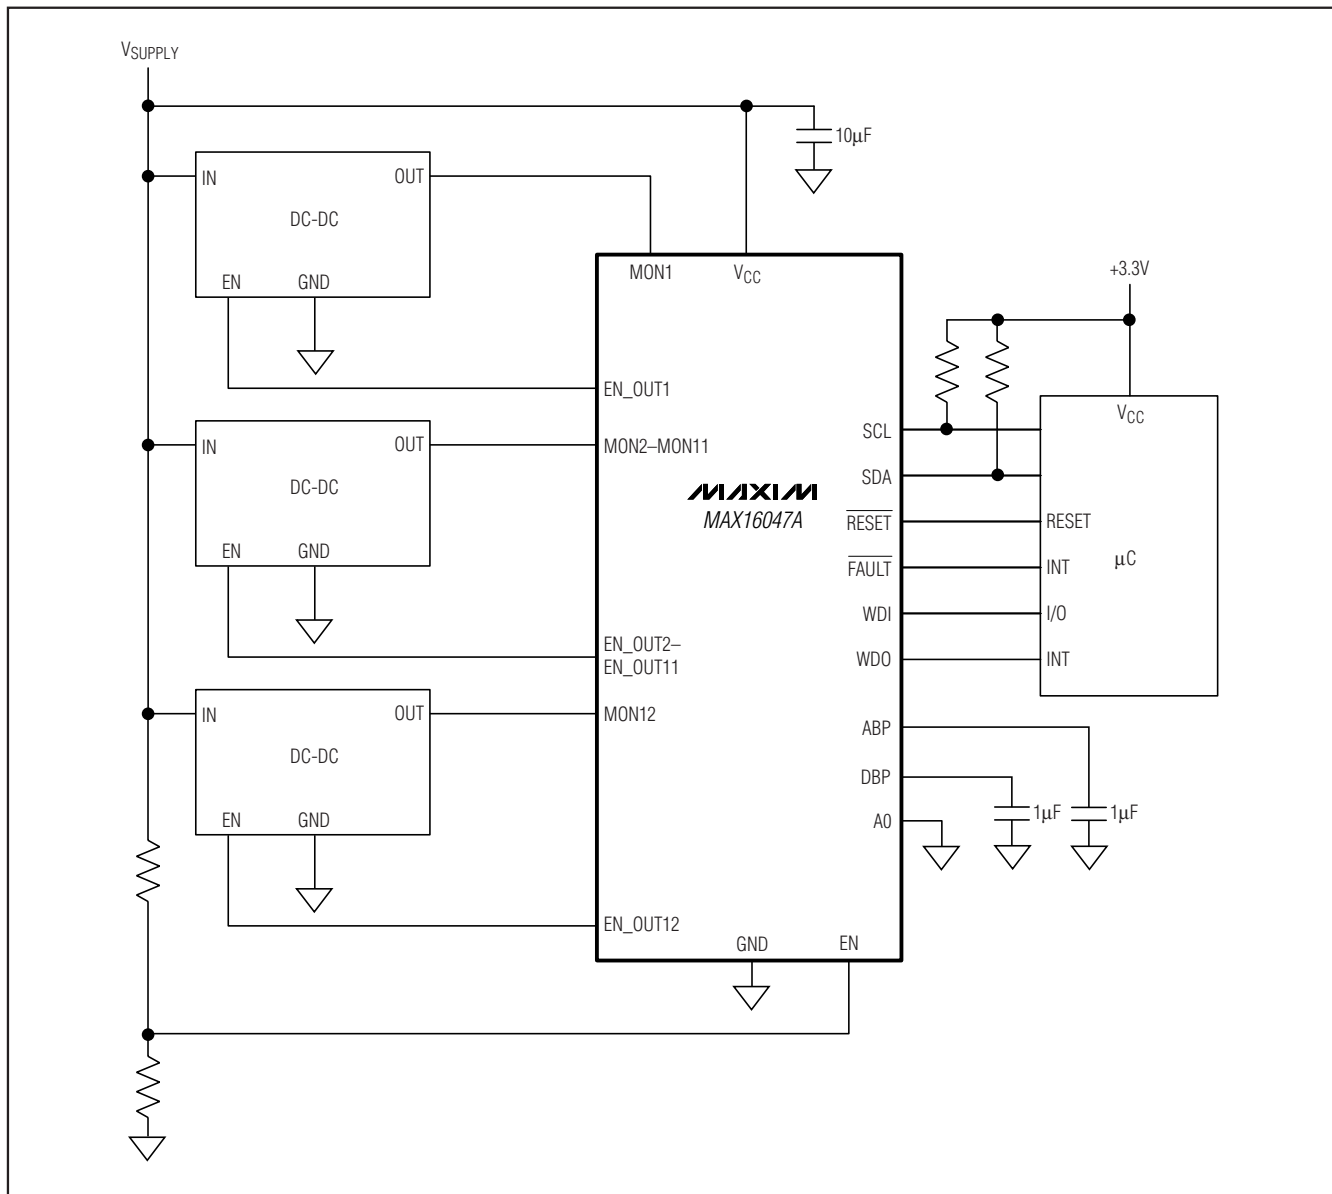 VSUPPLY
10µF
IN
OUT
DC-DC
EN
GND
MON1
VCC
+3.3V
EN_OUT1
VCC
IN
OUT
MON2–MON11
SCL
DC-DC
SDA
MAXIM
MAX16047A
RESET
RESET
EN
GND
FAULT
INT
µC
WDI
I/O
EN_OUT2–
EN_OUT11
WDO
INT
IN
OUT
MON12
ABP
DC-DC
DBP
1µF
1µF
A0
EN
GND
EN_OUT12
GND
EN